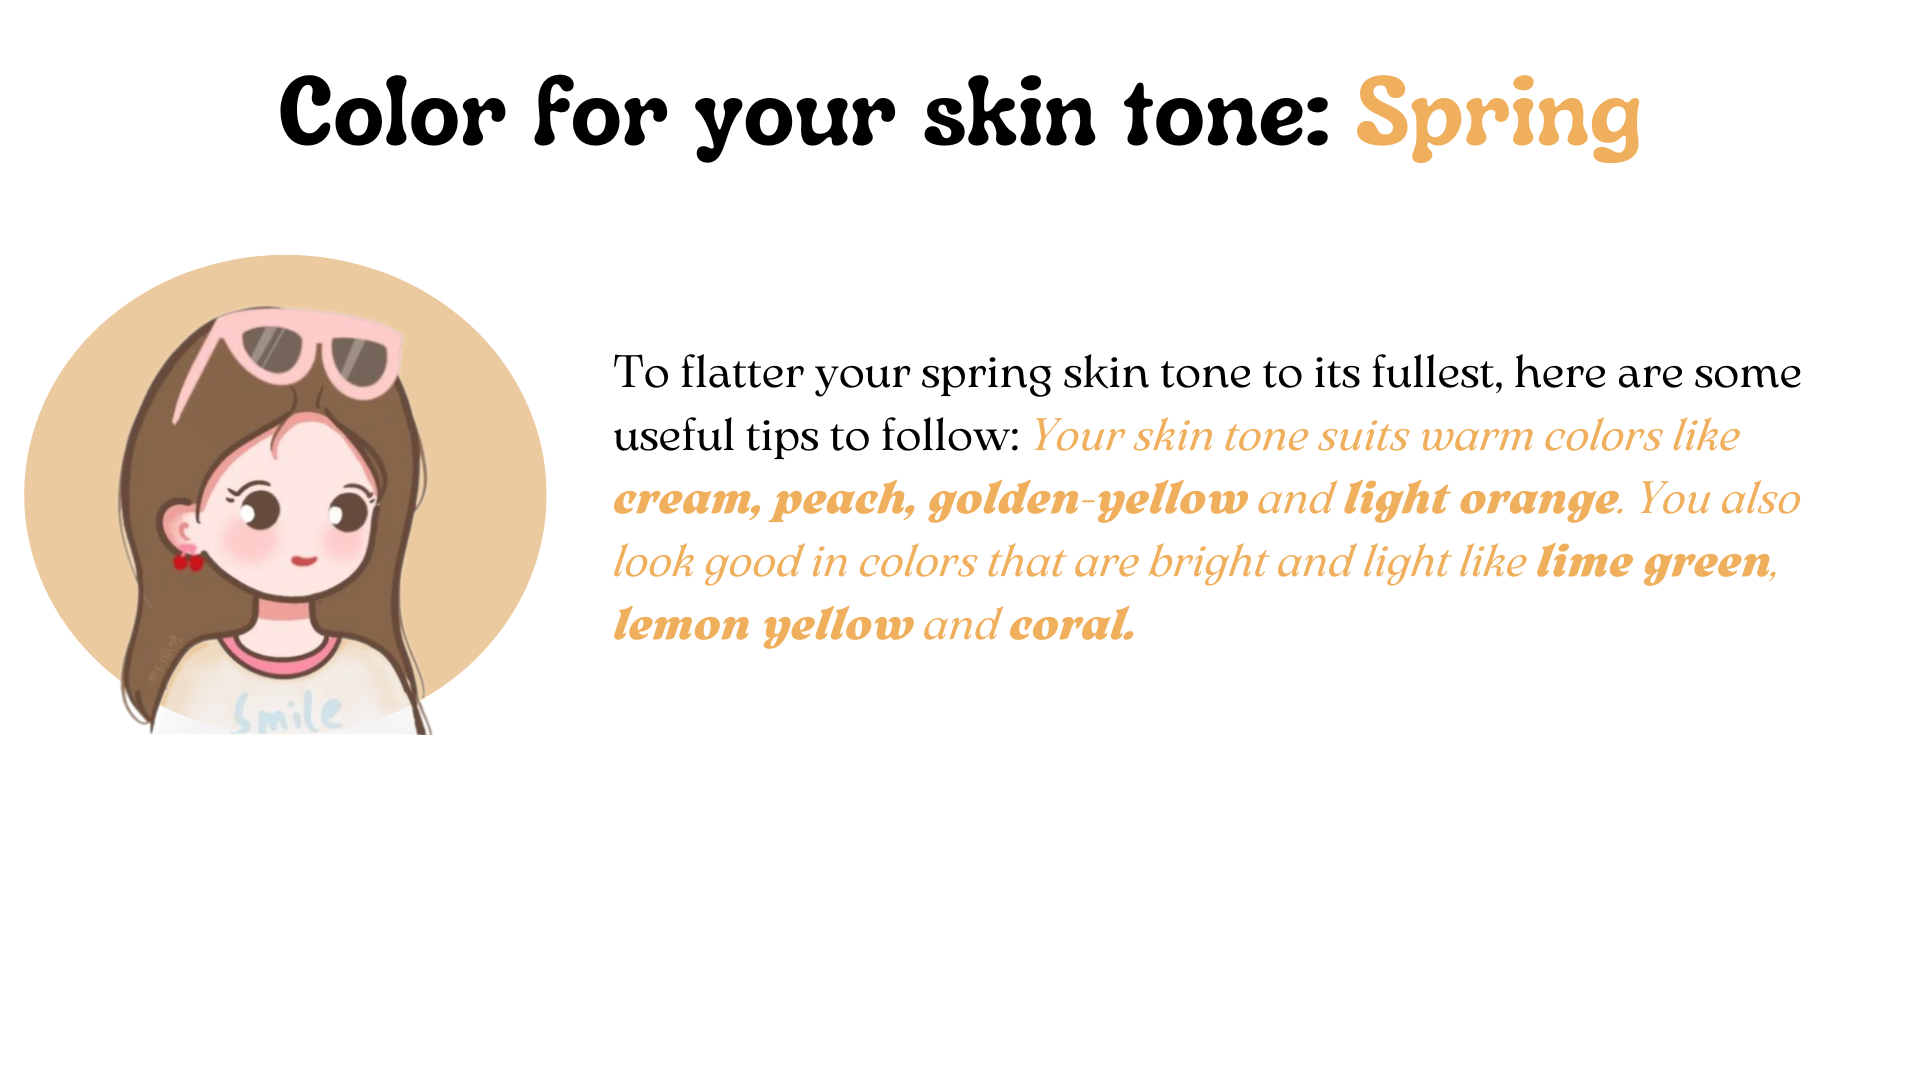 Color for your skin tone: Spring
To flatter your spring skin tone to its fullest, here are some
useful tips to follow: Your skin tone suits warm colors like
cream, peach, golden-yellow and light orange. You also
look good in colors that are bright and light like lime green,
lemon yellow and coral.
Smile